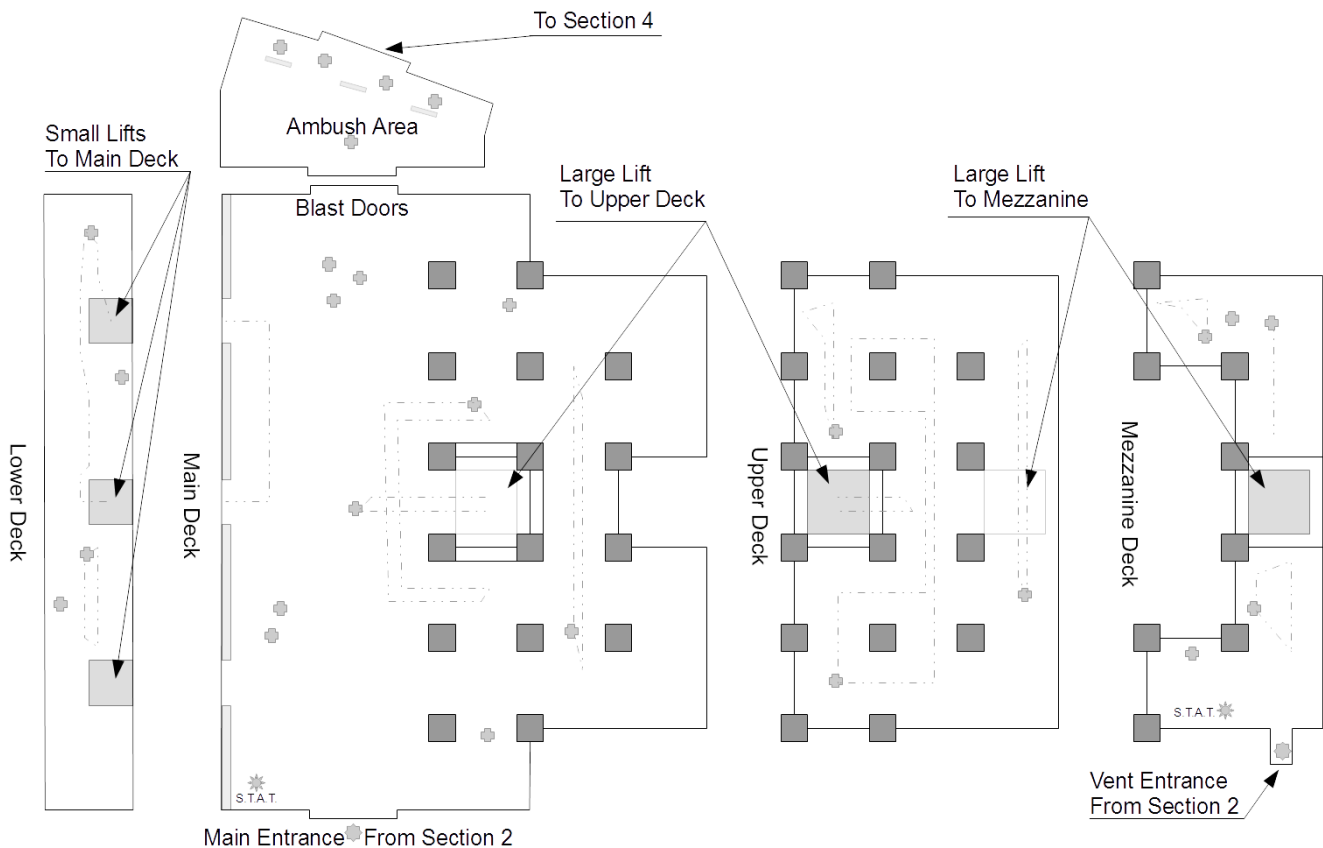 To Section 4
Ambush Area
Small Lifts
To Main Deck
Blast Doors
Large Lift
To Upper Deck
Large Lift
To Mezzanine
Lower Deck
Main Deck
Upper Deck
Mezzanine Deck
S.T.A.T.
S.T.A.T.
Vent Entrance
From Section 2
Main Entrance From Section 2